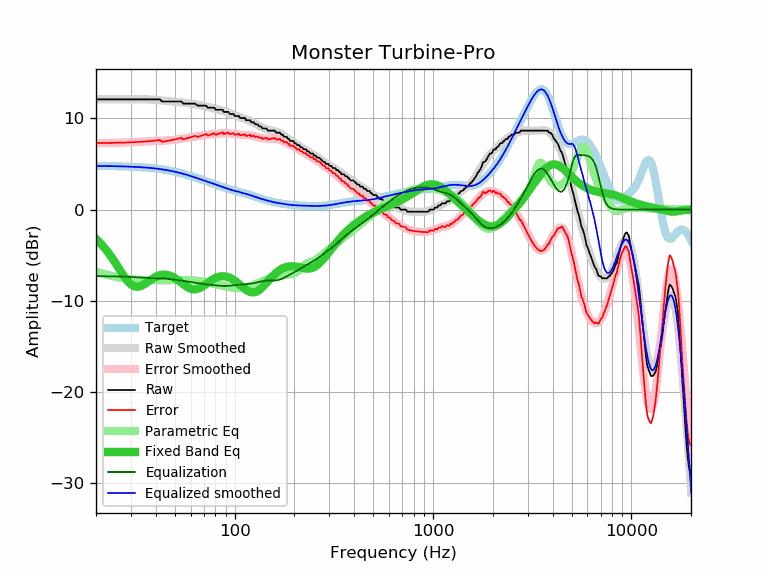 Monster Turbine-Pro
Amplitude (dBr)
10
0
−10
−20
−30
Target
Raw Smoothed
Error Smoothed
Raw
Error
Parametric Eq
Fixed Band Eq
Equalization
Equalized smoothed
100
1000
10000
Frequency (Hz)